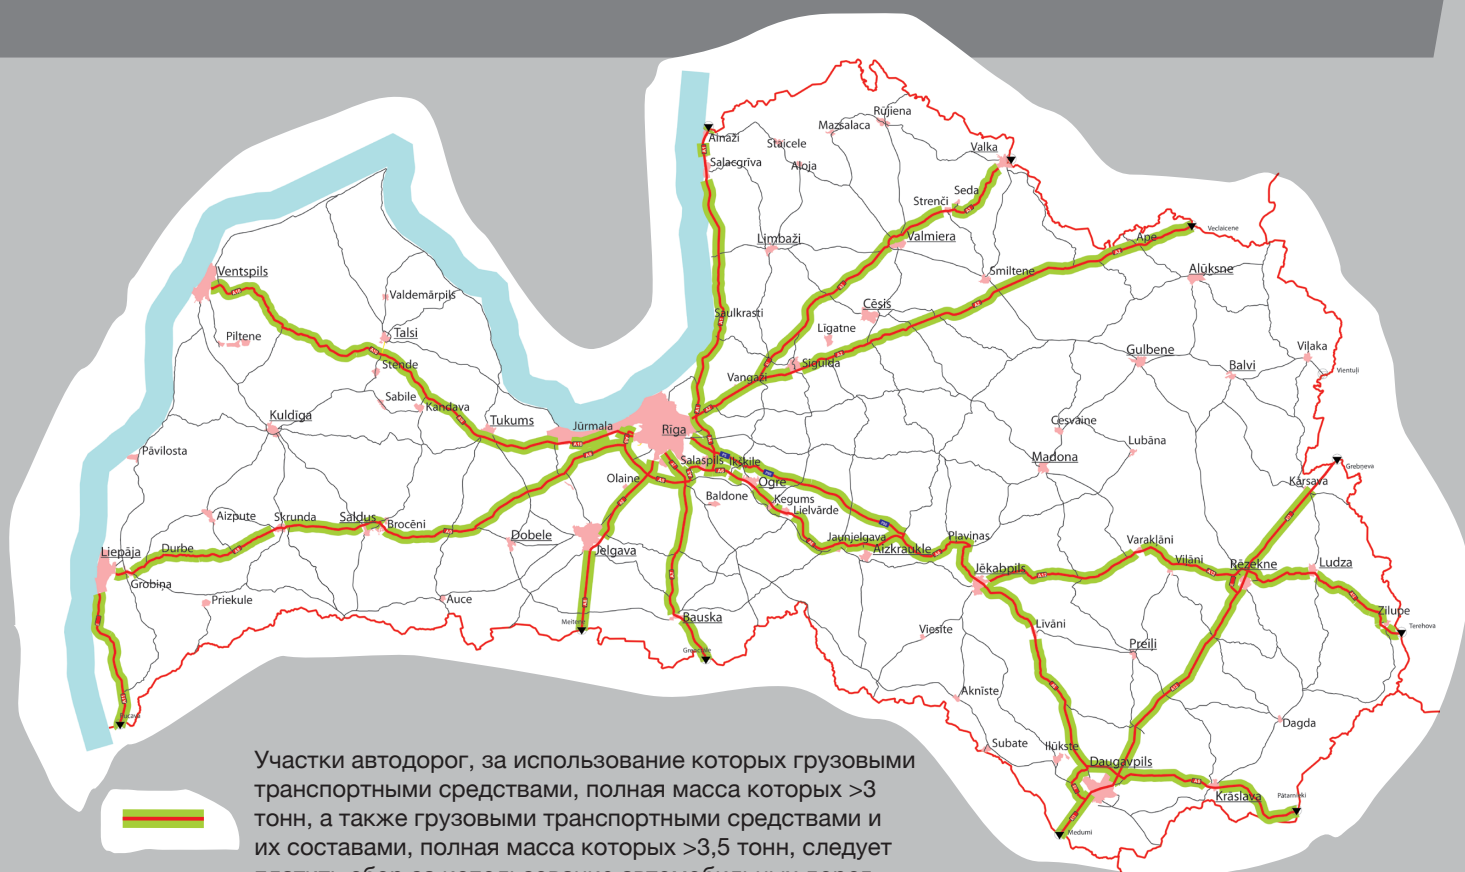 Rūjiena
Mazsalaca
Ainaži
Staicele
Valka
Salacgrīva
Aloja
Seda
Strenči
Limbaži
Valmiera
Ape
Veclaicene
Ventspils
Smiltene
Alūksne
Valdemārpils
Cēsis
Saulkrasti
Piltene
Talsi
Līgatne
Stende
Sigulda
Gulbene
Viļaka
Balvi
Vientuļi
Vangaži
Sabile
Kandava
Kuldīga
Tukums
Jūrmala
Rīga
Cesvaine
Lubāna
Pāvilosta
Salaspils
Ikšķile
Madona
Grebņeva
Olaine
Ogre
Kārsava
Baldone
Ķegums
Lielvārde
Aizpute
Skrunda
Saldus
Brocēni
Dobele
Jelgava
Jaunjelgava
Aizkraukle
Pļaviņas
Varakļāni
Viļāni
Rēzekne
Ludza
Liepāja
Durbe
Grobiņa
Jēkabpils
Priekule
Auce
Meitene
Bauska
Zilupe
Terehova
Viesīte
Līvāni
Preiļi
Aknīste
Dagda
Subate
Ilūkste
Daugavpils
Krāslava
Pātarnieki
Medumi
Участки автодорог, за использование которых грузовыми
транспортными средствами, полная масса которых >3
тонн, а также грузовыми транспортными средствами и
их составами, полная масса которых >3,5 тонн, следует